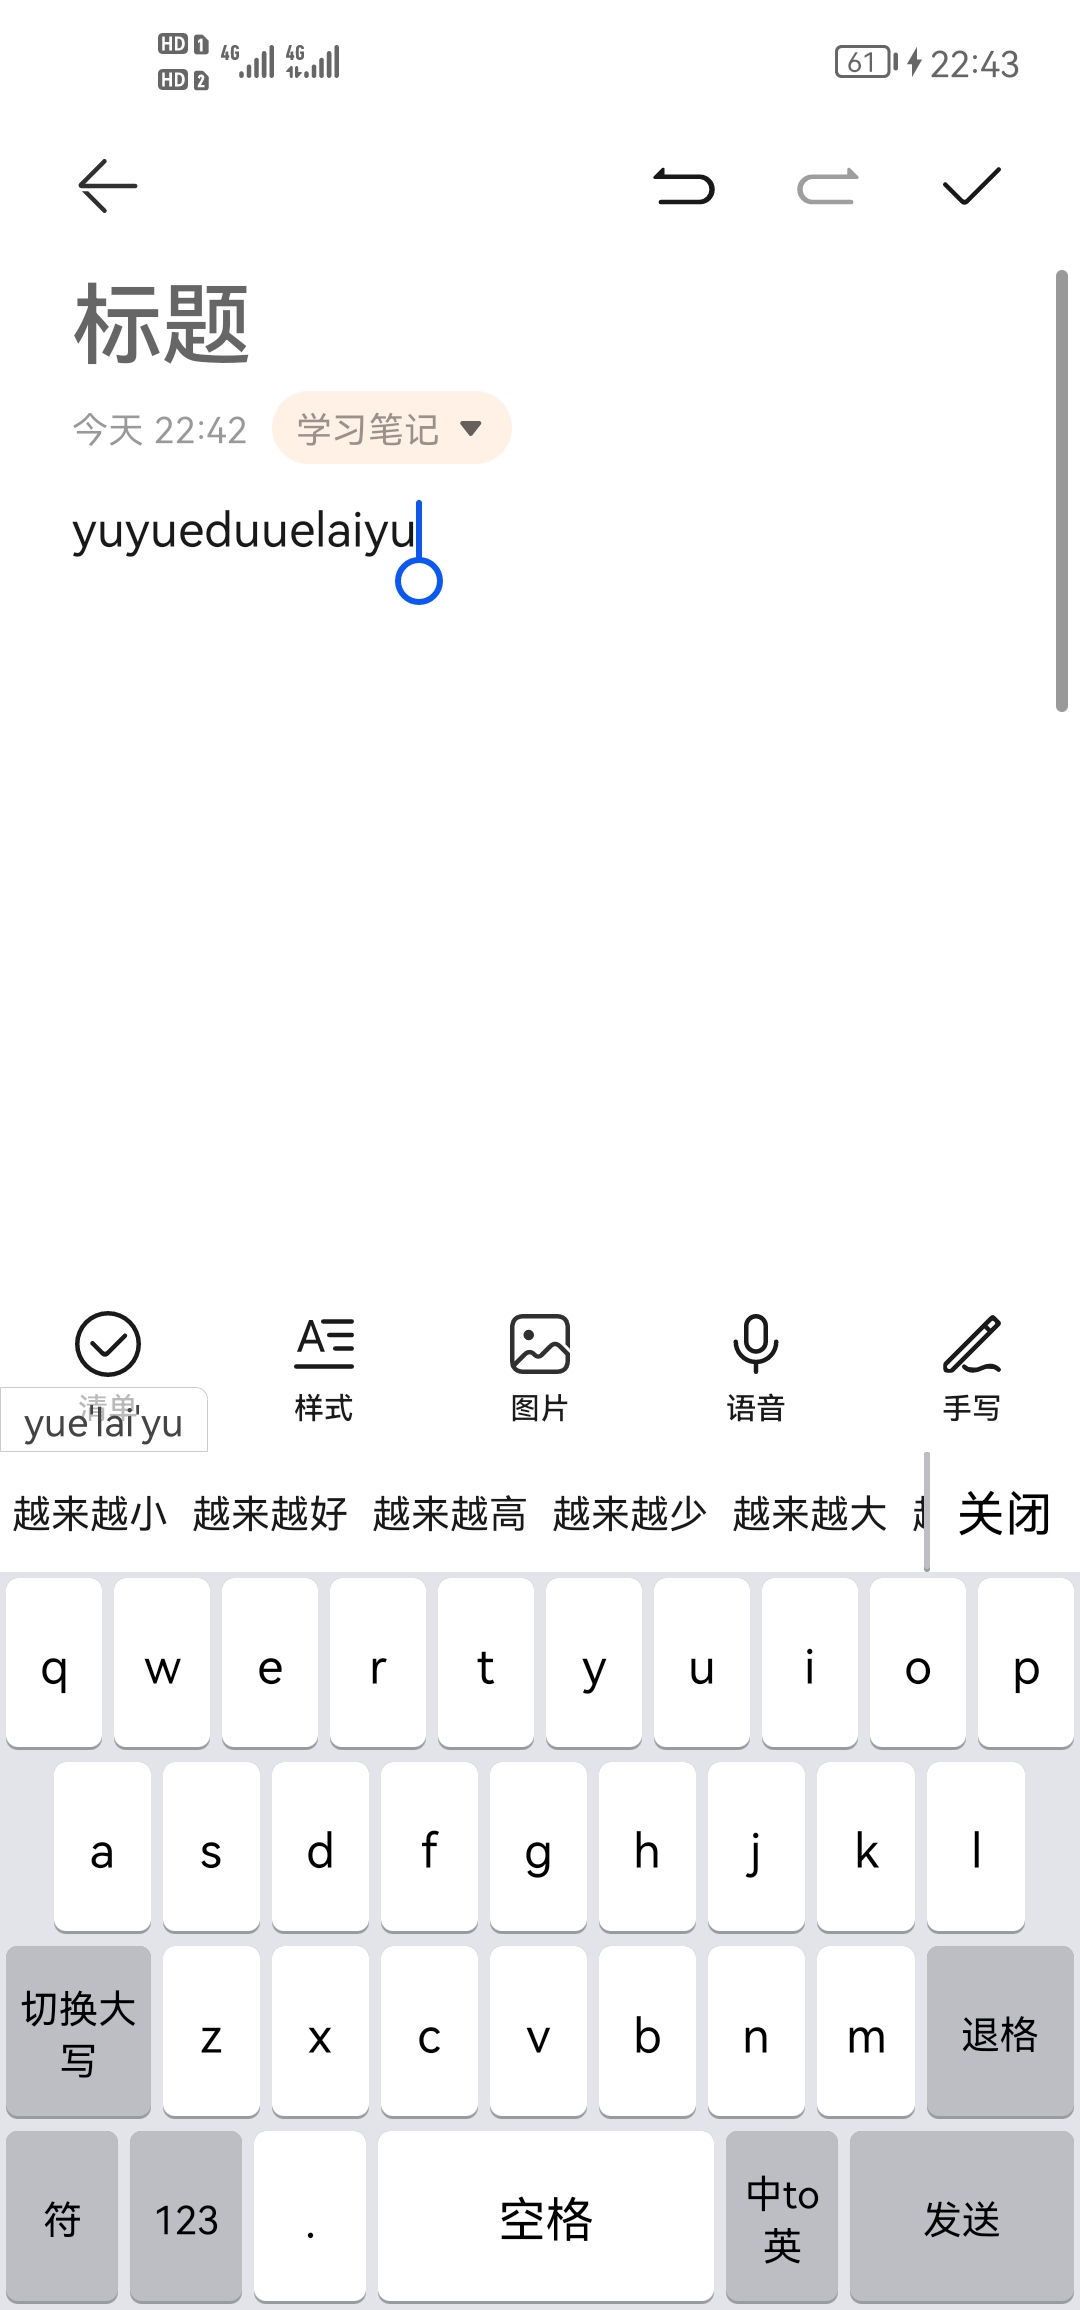 HD 1 4G 4G 61 22:43
HD 2
标题
今天 22:42 学习笔记
yuyueduuelaiyu
清单 样式 图片 语音 手写
yue'lai'yu
越来越小 越来越好 越来越高 越来越少 越来越大 关闭
q w e r t y u i o p
a s d f g h j k l
切换大写 z x c v b n m 退格
符 123 . 空格 中to英 发送